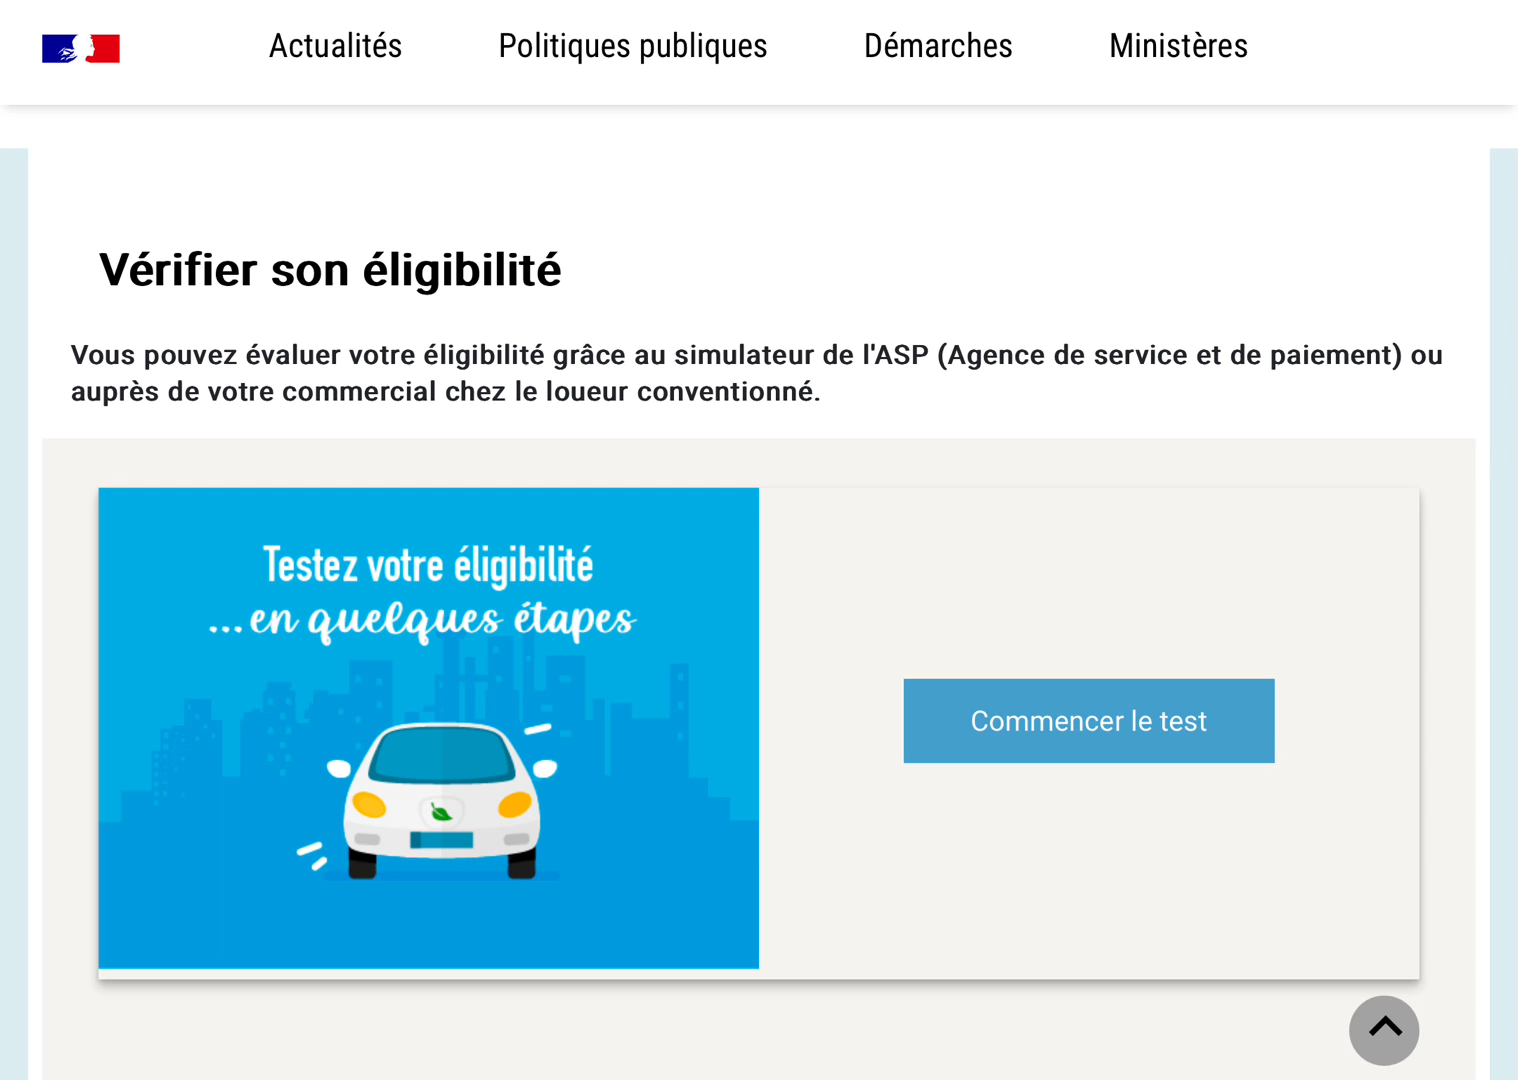 Actualités Politiques publiques Démarches Ministères
Vérifier son éligibilité
Vous pouvez évaluer votre éligibilité grâce au simulateur de l'ASP (Agence de service et de paiement) ou
auprès de votre commercial chez le loueur conventionné.
Testez votre éligibilité
...en quelques étapes
Commencer le test